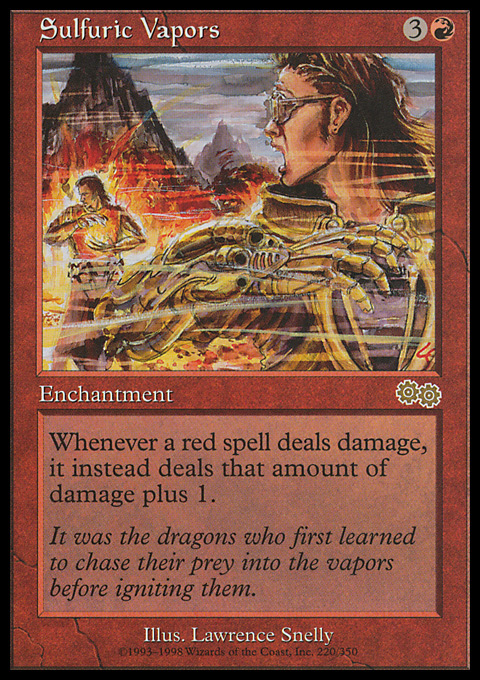 Sulfuric Vapors 3
Enchantment
Whenever a red spell deals damage,
it instead deals that amount of
damage plus 1.
It was the dragons who first learned
to chase their prey into the vapors
before igniting them.
Illus. Lawrence Snelly
©1993–1998 Wizards of the Coast, Inc. 220/350